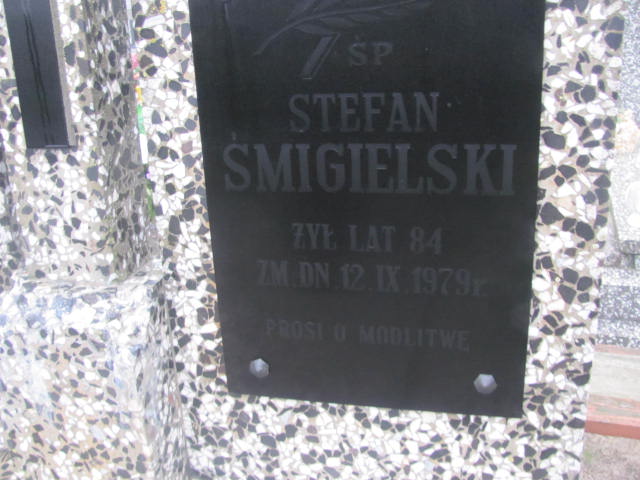 ŚP
STEFAN
ŚMIGIELSKI
ŻYŁ LAT 84
ZM. DN. 12. IX. 1979r.
PROSI O MODLITWĘ